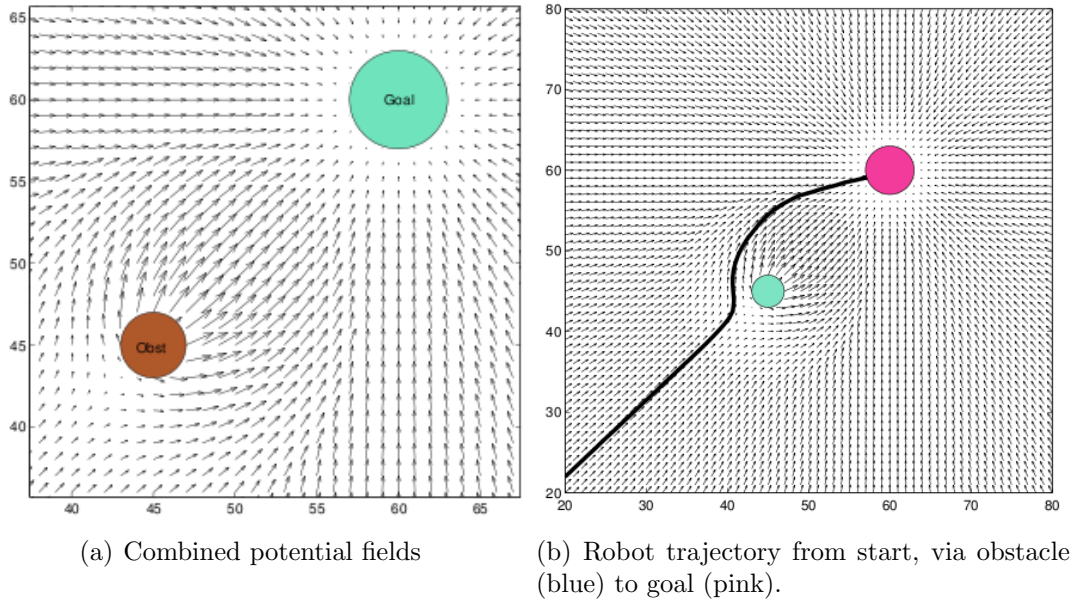 65
60
55
50
45
40
40 45 50 55 60 65
Goal
Obst
80
70
60
50
40
30
20
20 30 40 50 60 70 80
(a) Combined potential fields
(b) Robot trajectory from start, via obstacle
(blue) to goal (pink).